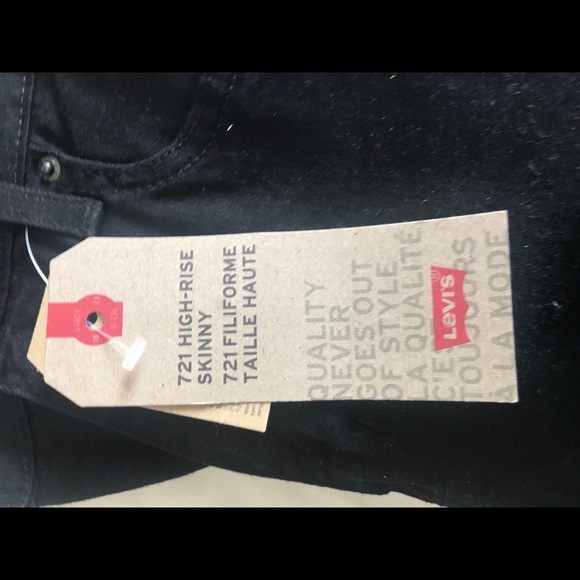 721 HIGH-RISE
SKINNY
721 FILIFORME
TAILLE HAUTE
QUALITY
NEVER
GOES OUT
OF STYLE
LA QUALITÉ,
C'EST
TOUJOURS
À LA MODE
Levi's®